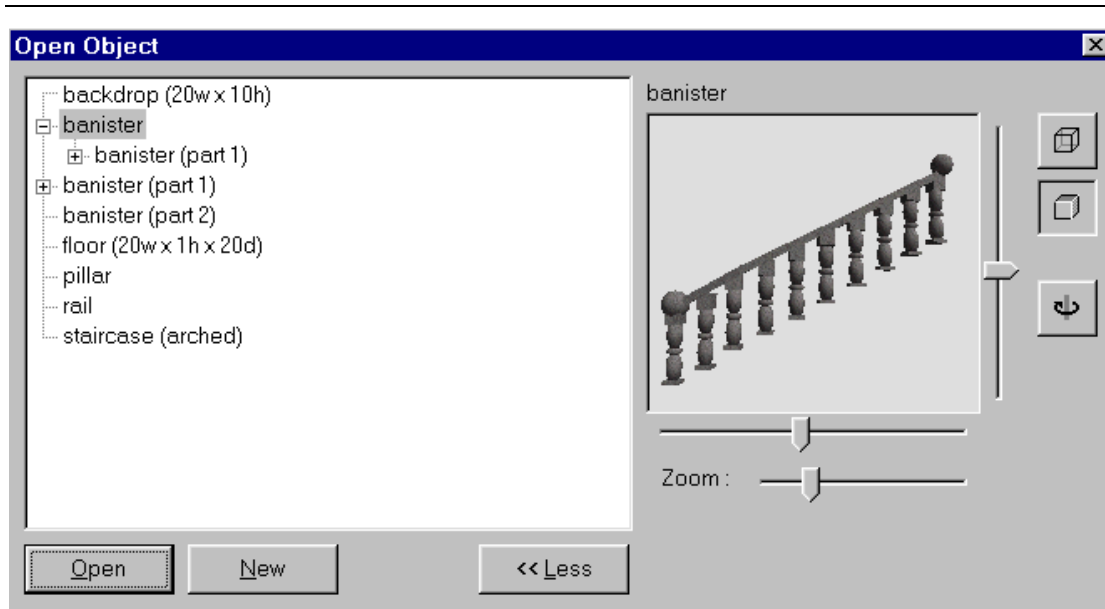 Open Object
backdrop (20w x 10h)
banister
banister (part 1)
banister (part 1)
banister (part 2)
floor (20w x 1h x 20d)
pillar
rail
staircase (arched)
banister
Zoom :
Open
New
<< Less